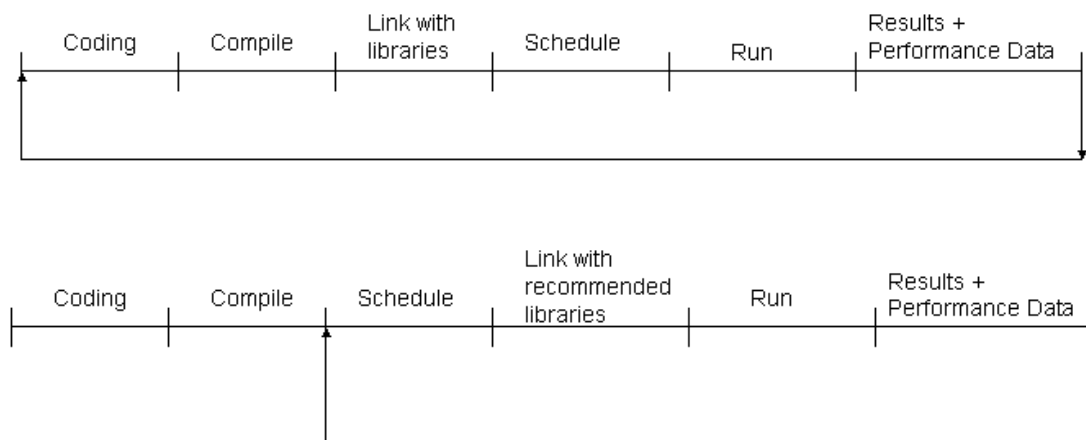 Coding
Compile
Link with
libraries
Schedule
Run
Results +
Performance Data
Coding
Compile
Schedule
Link with
recommended
libraries
Run
Results +
Performance Data